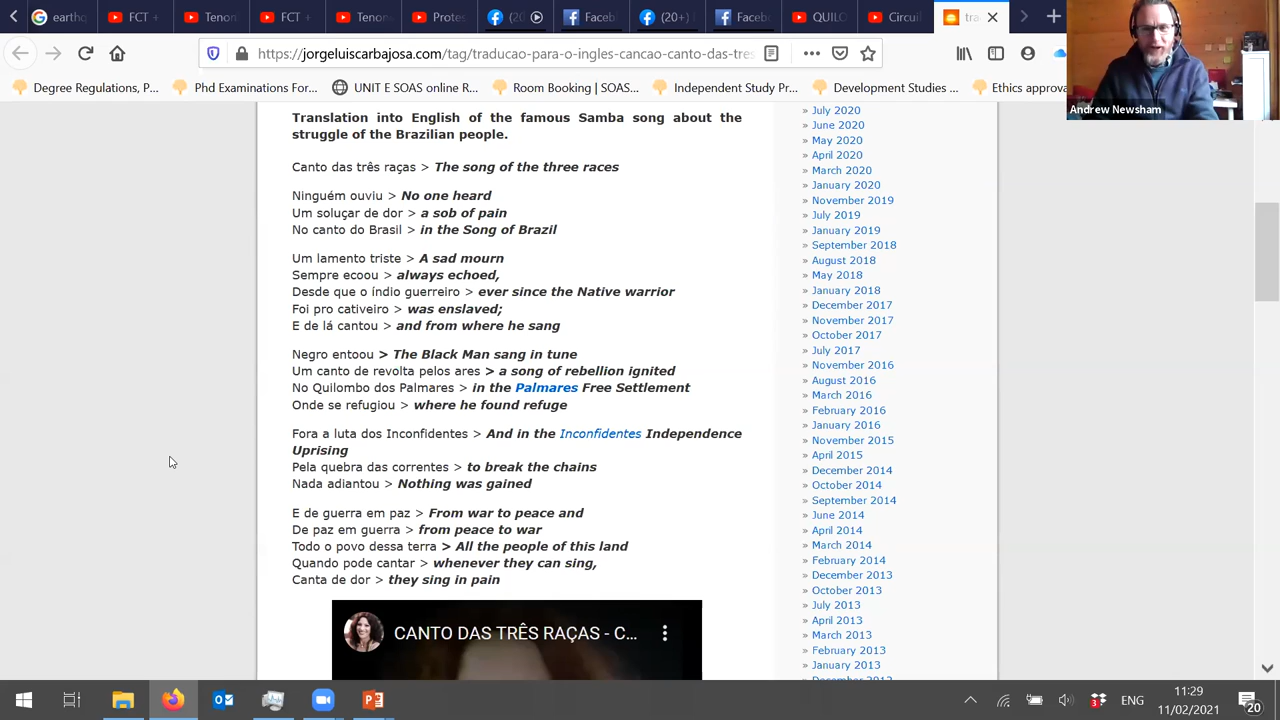 earthq
FCT +
Tenon
FCT +
Tenon
Protes
(20
Faceb
(20+)
Faceb
QUILO
Circui
tra
https://jorgeluiscarbajosa.com/tag/traducao-para-o-ingles-cancao-canto-das-tres
Degree Regulations, P...
Phd Examinations For...
UNIT E SOAS online R...
Room Booking | SOAS...
Independent Study Pr...
Development Studies ...
Ethics approva
Andrew Newsham
Translation into English of the famous Samba song about the
struggle of the Brazilian people.
Canto das três raças > The song of the three races
Ninguém ouviu > No one heard
Um soluçar de dor > a sob of pain
No canto do Brasil > in the Song of Brazil
Um lamento triste > A sad mourn
Sempre ecoou > always echoed,
Desde que o índio guerreiro > ever since the Native warrior
Foi pro cativeiro > was enslaved;
E de lá cantou > and from where he sang
Negro entoou > The Black Man sang in tune
Um canto de revolta pelos ares > a song of rebellion ignited
No Quilombo dos Palmares > in the Palmares Free Settlement
Onde se refugiou > where he found refuge
Fora a luta dos Inconfidentes > And in the Inconfidentes Independence
Uprising
Pela quebra das correntes > to break the chains
Nada adiantou > Nothing was gained
E de guerra em paz > From war to peace and
De paz em guerra > from peace to war
Todo o povo dessa terra > All the people of this land
Quando pode cantar > whenever they can sing,
Canta de dor > they sing in pain
CANTO DAS TRÊS RAÇAS - C...
» July 2020
» June 2020
» May 2020
» April 2020
» March 2020
» January 2020
» November 2019
» July 2019
» January 2019
» September 2018
» August 2018
» May 2018
» January 2018
» December 2017
» November 2017
» October 2017
» July 2017
» November 2016
» August 2016
» March 2016
» February 2016
» January 2016
» November 2015
» April 2015
» December 2014
» October 2014
» September 2014
» June 2014
» April 2014
» March 2014
» February 2014
» December 2013
» October 2013
» July 2013
» April 2013
» March 2013
» February 2013
» January 2013
» December 2012
ENG
11:29
11/02/2021
20